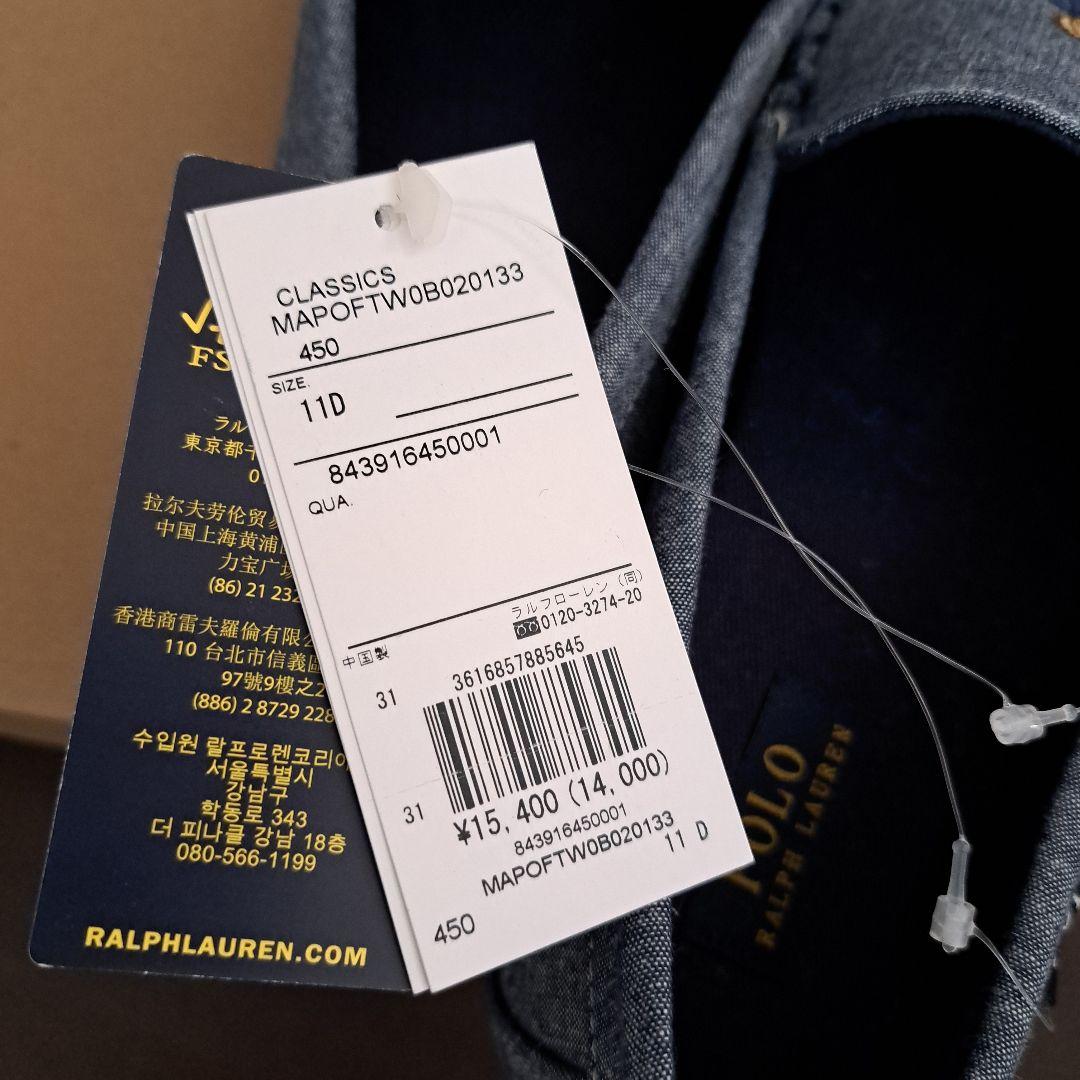 CLASSICS
MAPOFTW0B020133
450
SIZE.
11D
843916450001
QUA.
ラルフローレン (同)
0120-3274-20
中国製
31
3616857885645
31
¥15,400 (14,000)
843916450001
MAPOFTW0B020133
11 D
450
FS
ラル
東京都千
0
拉尔夫劳伦贸易
中国上海黄浦
力宝广场
(86) 21 232
香港商雷夫羅倫有限公
110 台北市信義區
97號9樓之2
(886) 2 8729 228
수입원 랄프로렌코리아
서울특별시
강남구
학동로 343
더 피나클 강남 18층
080-566-1199
RALPHLAUREN.COM
POLO
RALPH LAUREN